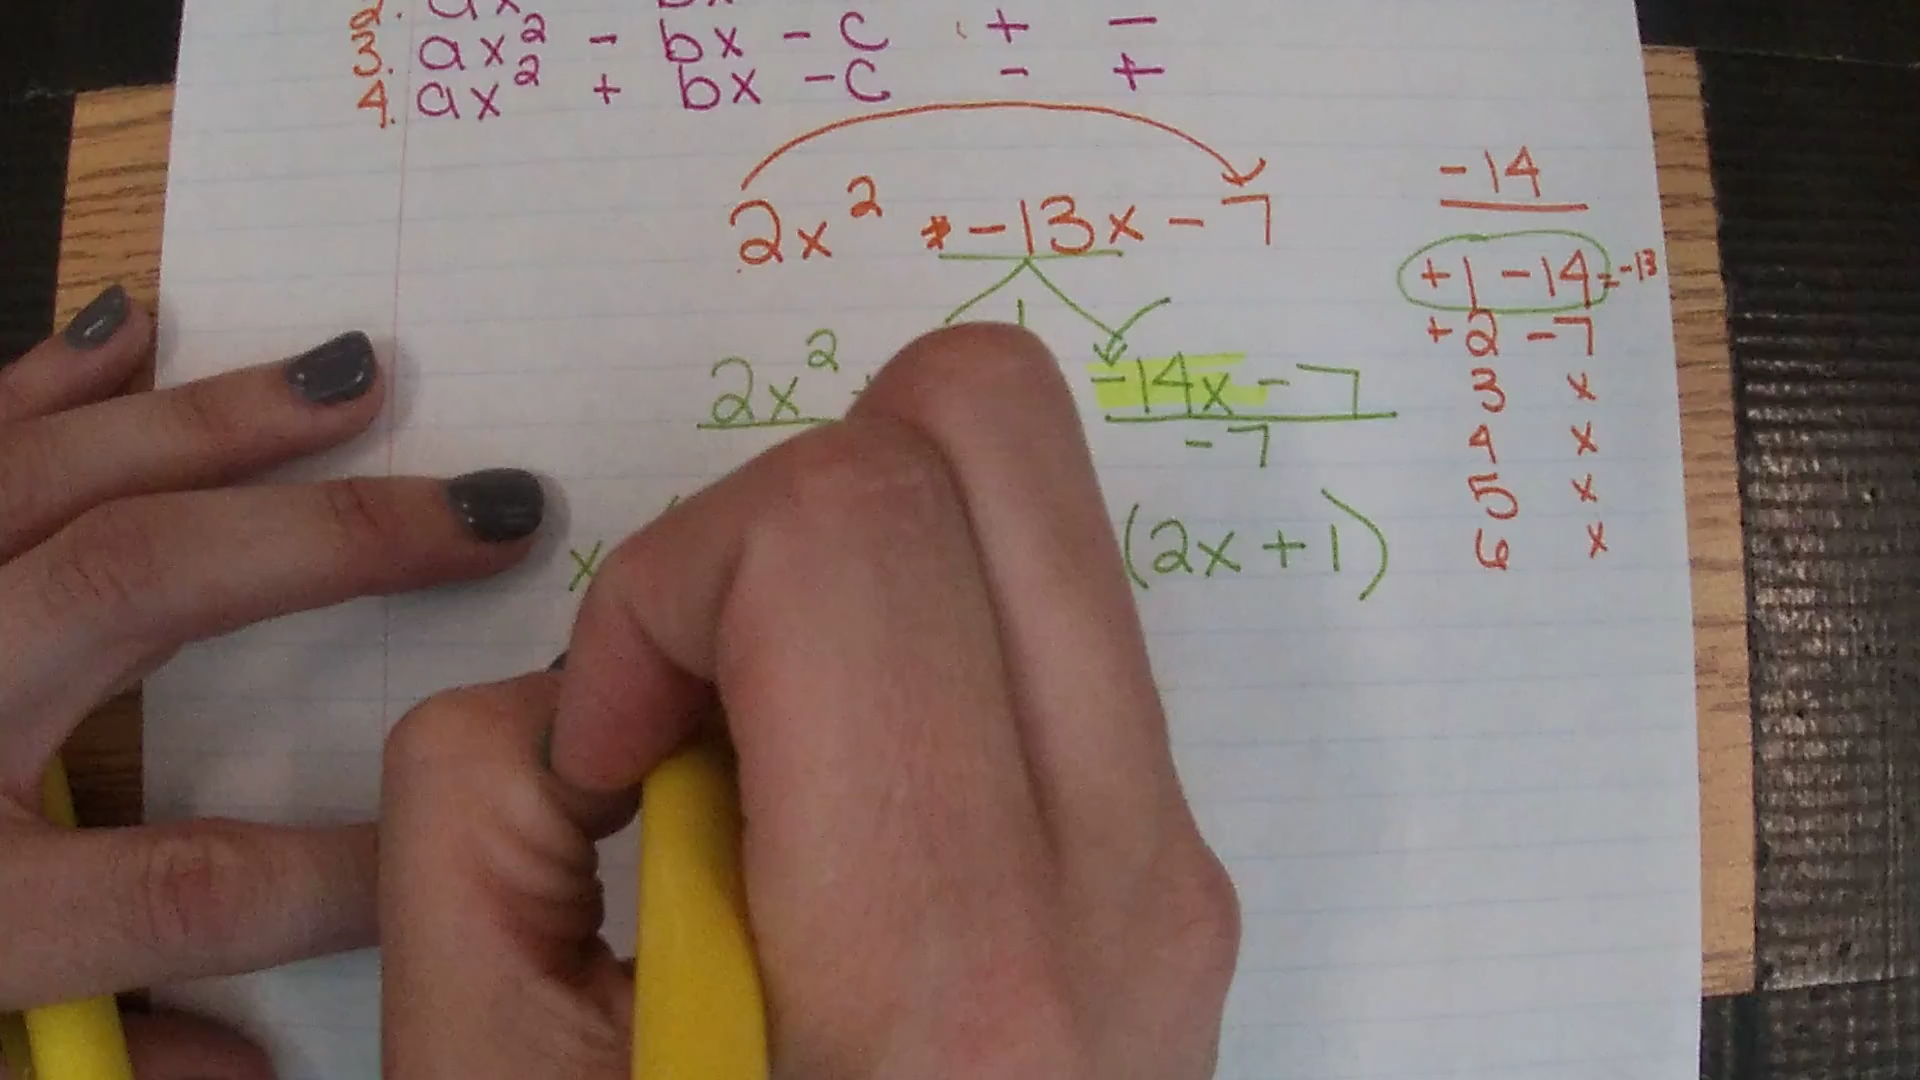 3. ax² - bx - c + -
4. ax² + bx - c - +
2x² + -13x - 7
-14
+1 -14 = -13
+2 -7
3 x
4 x
5 x
6 x
2x² -14x - 7
-7
x (2x + 1)